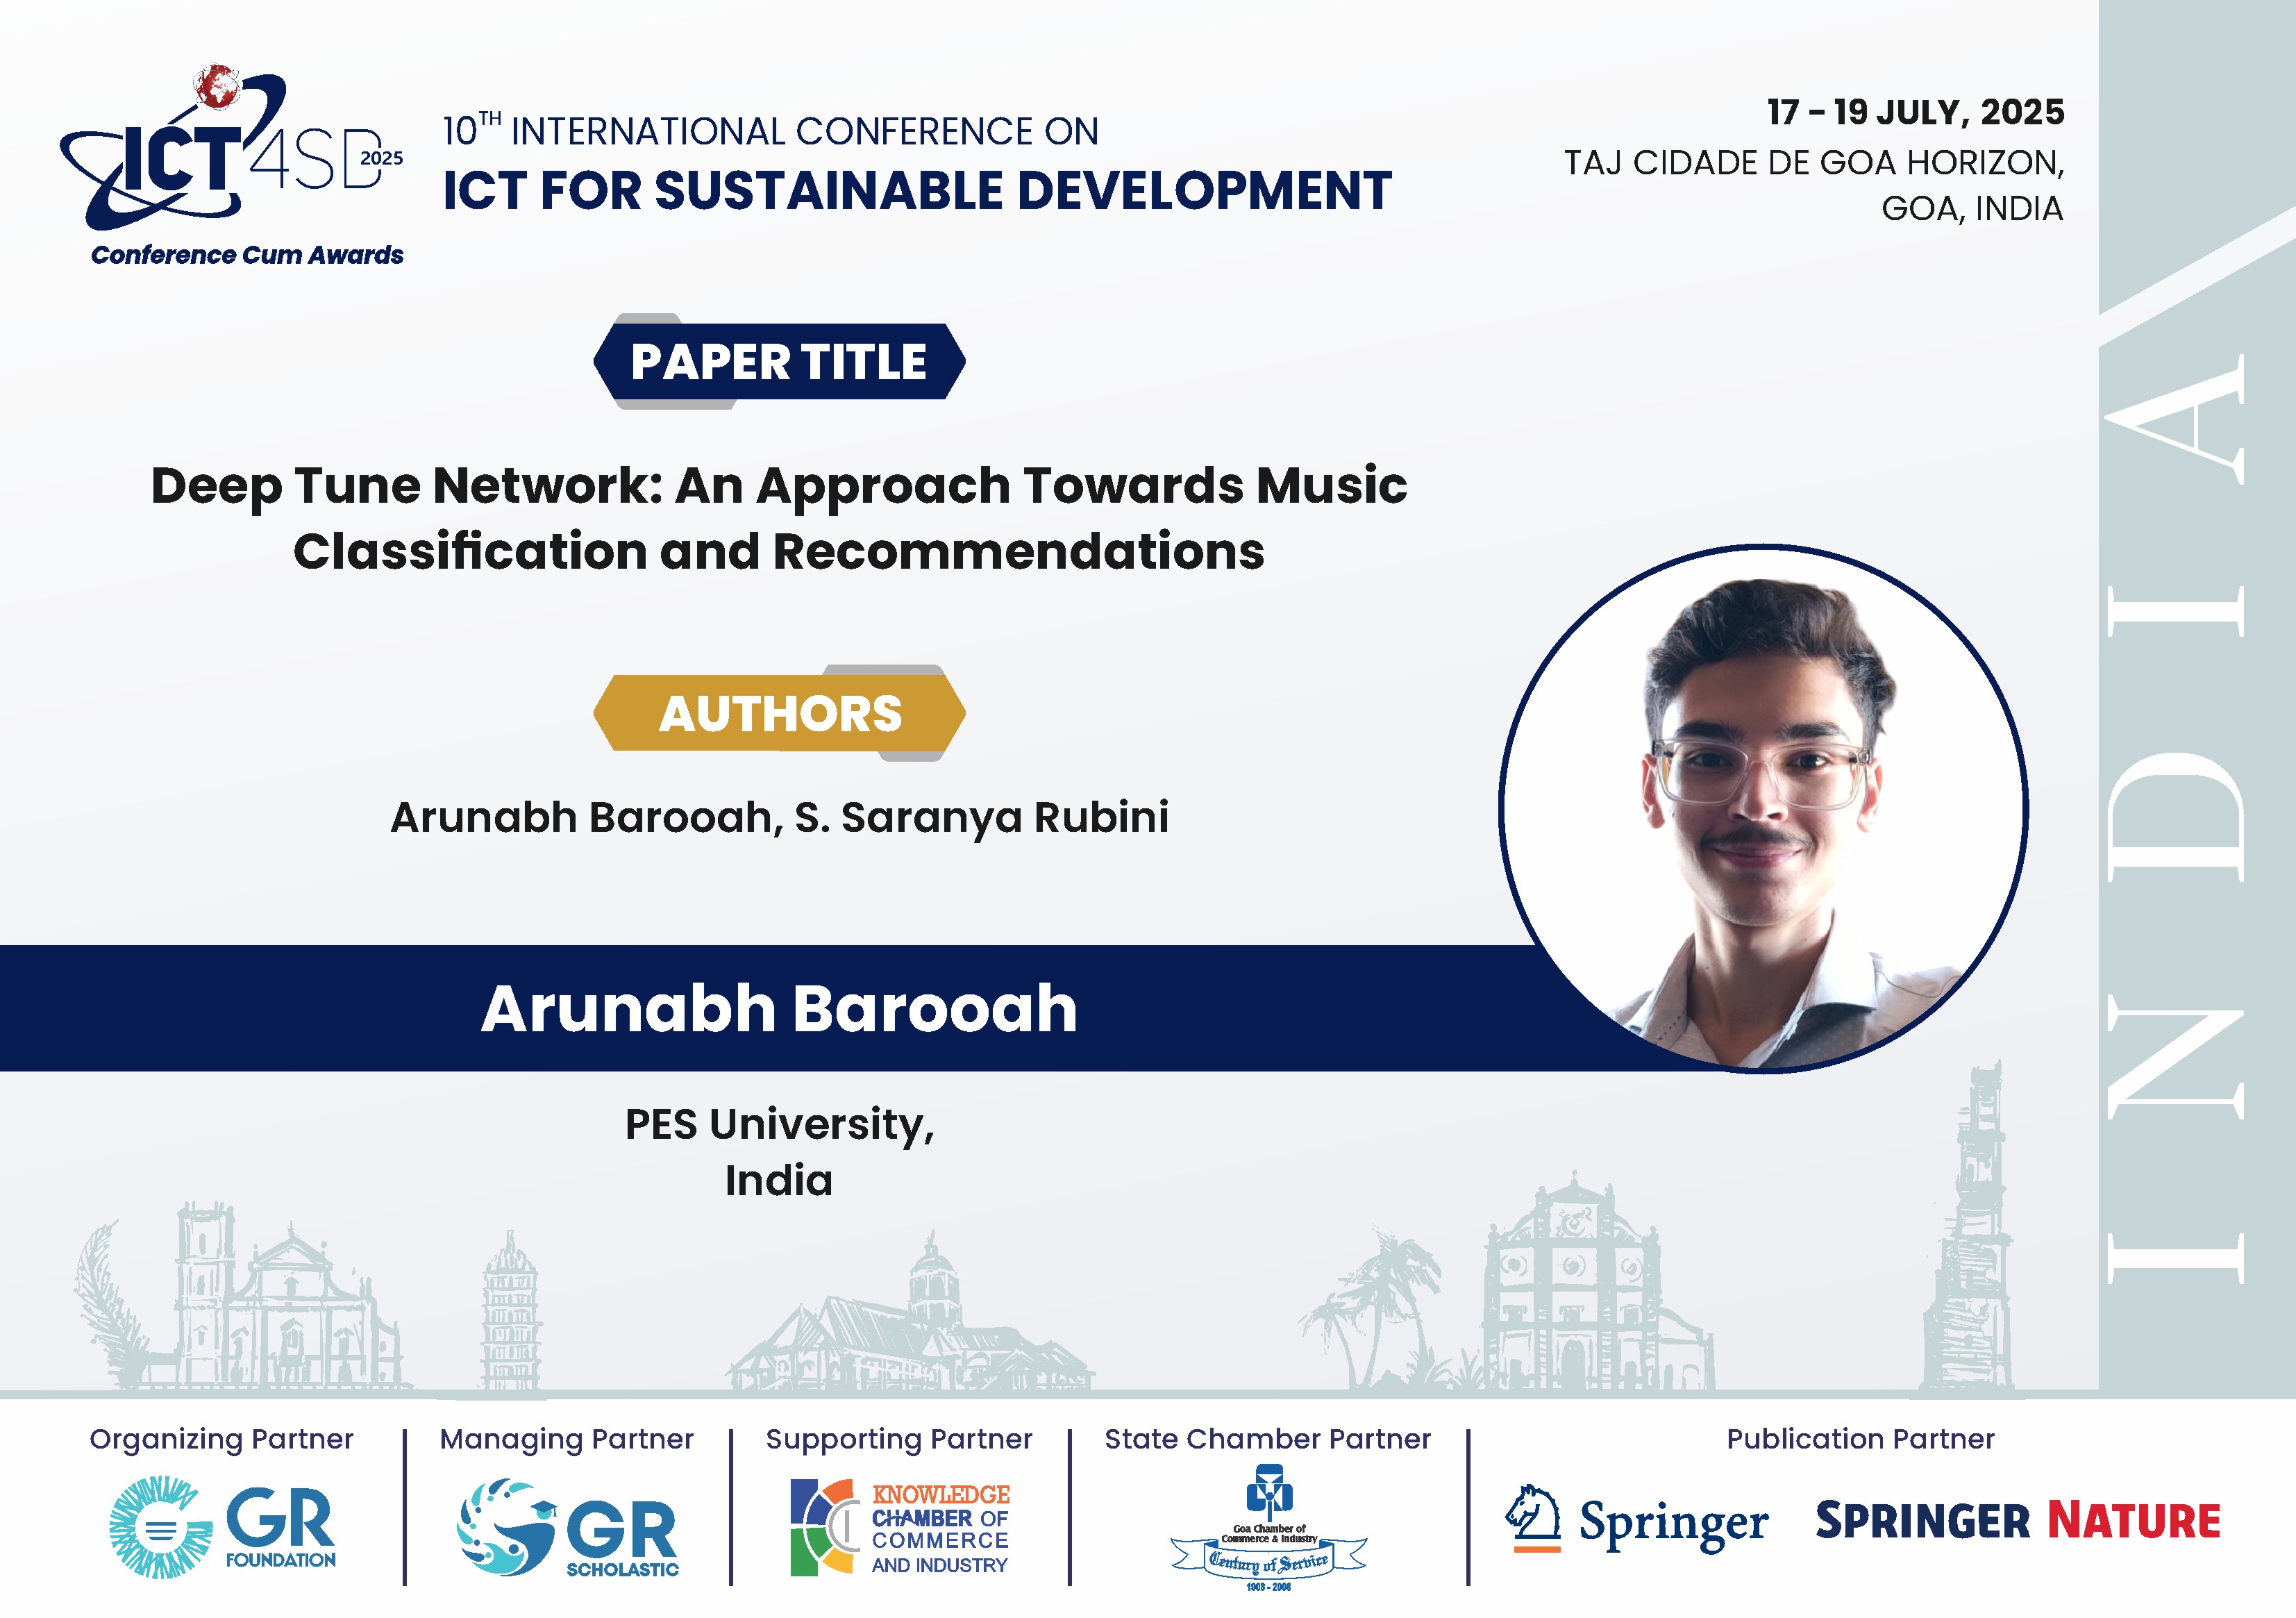 ICT4SD 2025
Conference Cum Awards
10TH INTERNATIONAL CONFERENCE ON
ICT FOR SUSTAINABLE DEVELOPMENT
17 – 19 JULY, 2025
TAJ CIDADE DE GOA HORIZON,
GOA, INDIA
PAPER TITLE
Deep Tune Network: An Approach Towards Music
Classification and Recommendations
AUTHORS
Arunabh Barooah, S. Saranya Rubini
Arunabh Barooah
PES University,
India
INDIA
Organizing Partner
GR
FOUNDATION
Managing Partner
GR
SCHOLASTIC
Supporting Partner
KNOWLEDGE
CHAMBER OF
COMMERCE
AND INDUSTRY
State Chamber Partner
Goa Chamber of
Commerce & Industry
Century of Service
1908 - 2008
Publication Partner
Springer
SPRINGER NATURE